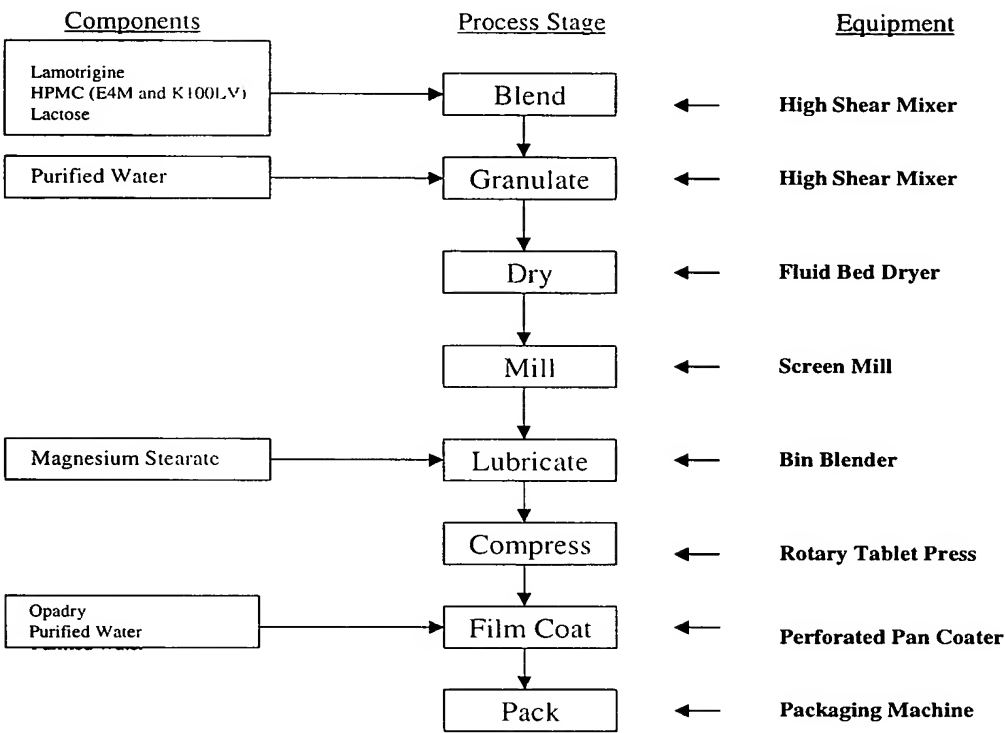 Components
Process Stage
Equipment
Lamotrigine
HPMC (E4M and K100LV)
Lactose
Blend
High Shear Mixer
Purified Water
Granulate
High Shear Mixer
Dry
Fluid Bed Dryer
Mill
Screen Mill
Magnesium Stearate
Lubricate
Bin Blender
Compress
Rotary Tablet Press
Opadry
Purified Water
Film Coat
Perforated Pan Coater
Pack
Packaging Machine